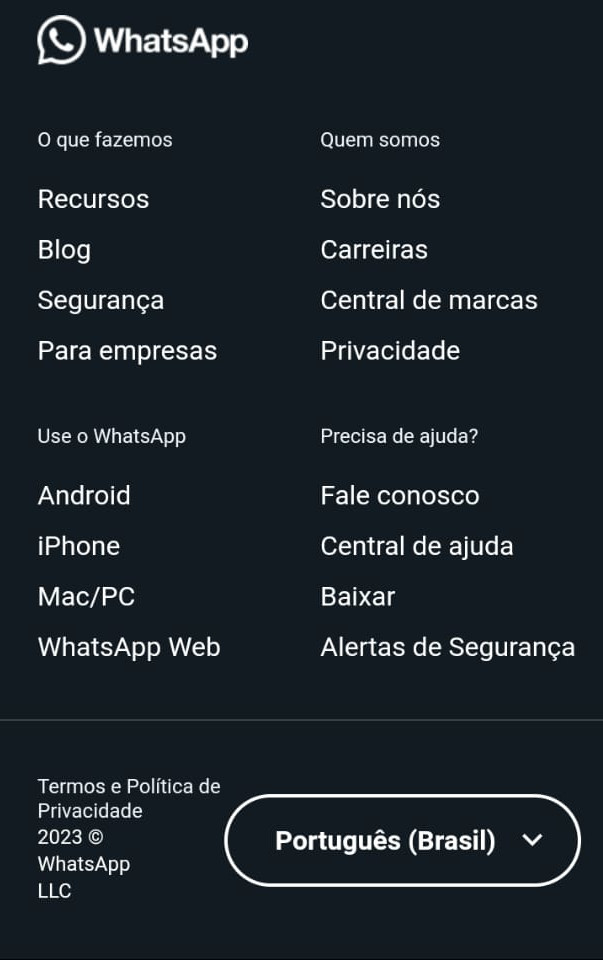 WhatsApp
O que fazemos
Recursos
Blog
Segurança
Para empresas
Quem somos
Sobre nós
Carreiras
Central de marcas
Privacidade
Use o WhatsApp
Android
iPhone
Mac/PC
WhatsApp Web
Precisa de ajuda?
Fale conosco
Central de ajuda
Baixar
Alertas de Segurança
Termos e Política de
Privacidade
2023 ©
WhatsApp
LLC
Português (Brasil)